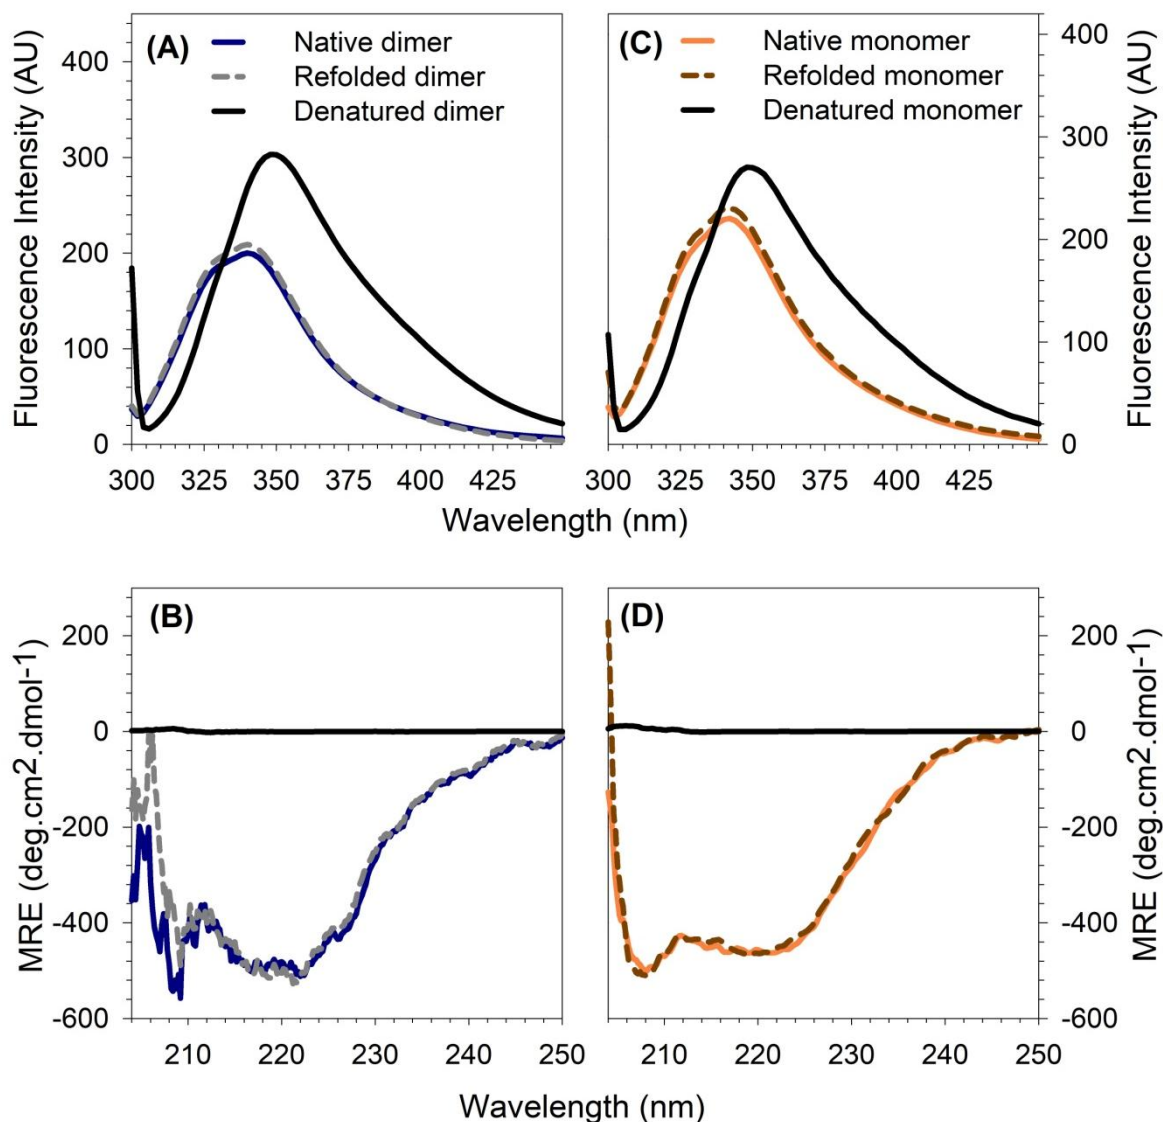 (A)
Native dimer
Refolded dimer
Denatured dimer
Fluorescence Intensity (AU)
400
300
200
100
0
300 325 350 375 400 425
(C)
Native monomer
Refolded monomer
Denatured monomer
Fluorescence Intensity (AU)
400
300
200
100
0
300 325 350 375 400 425
Wavelength (nm)
(B)
MRE (deg.cm2.dmol-1)
200
0
-200
-400
-600
210 220 230 240 250
(D)
MRE (deg.cm2.dmol-1)
200
0
-200
-400
-600
210 220 230 240 250
Wavelength (nm)